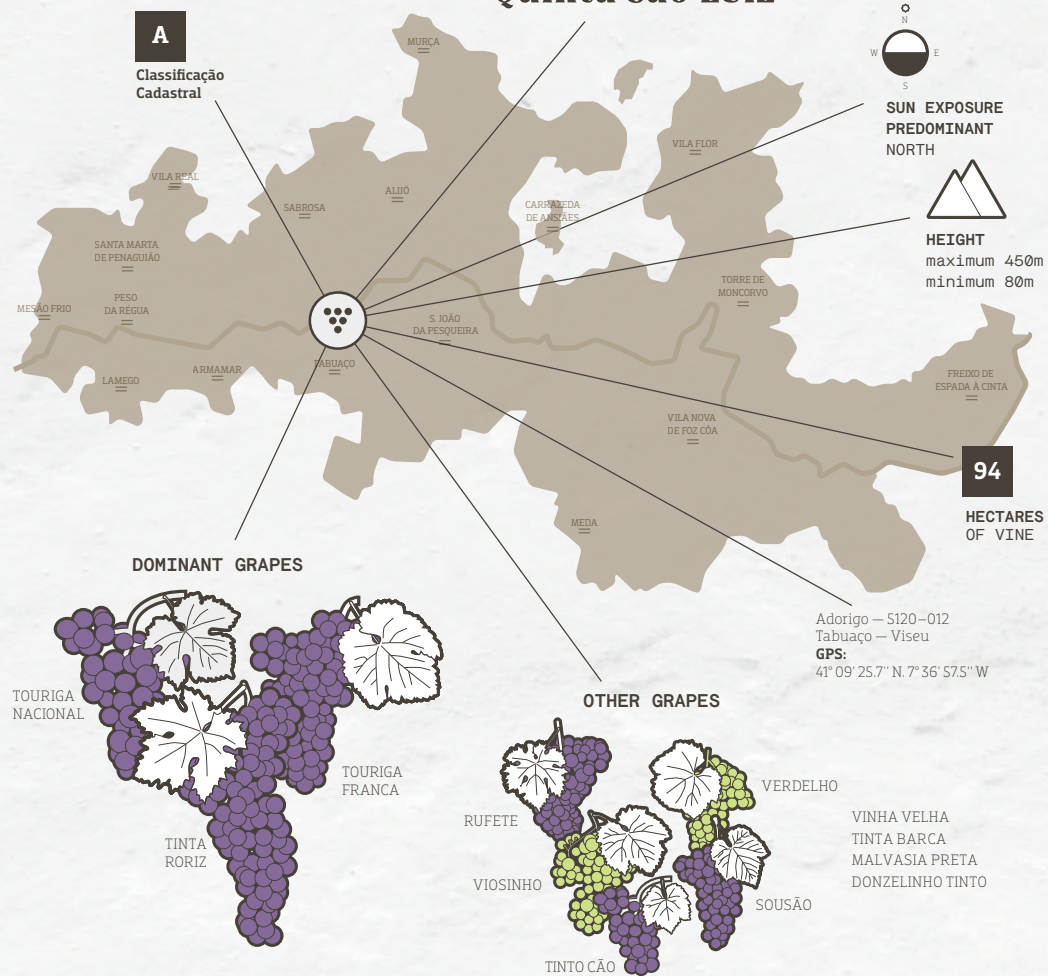 Quinta São Luiz
A
Classificação
Cadastral
N
W
E
S
SUN EXPOSURE
PREDOMINANT
NORTH
HEIGHT
maximum 450m
minimum 80m
MURÇA
VILA FLOR
VILA REAL
ALIJÓ
SABROSA
CARRAZEDA
DE ANSIÃES
SANTA MARTA
DE PENAGUIÃO
TORRE DE
MONCORVO
MESÃO FRIO
PESO
DA RÉGUA
S. JOÃO
DA PESQUEIRA
TABUAÇO
ARMAMAR
LAMEGO
FREIXO DE
ESPADA À CINTA
VILA NOVA
DE FOZ CÔA
MEDA
94
HECTARES
OF VINE
Adorigo — S120-012
Tabuaço — Viseu
GPS:
41° 09' 25.7'' N. 7° 36' 57.5'' W
DOMINANT GRAPES
TOURIGA
NACIONAL
TOURIGA
FRANCA
TINTA
RORIZ
OTHER GRAPES
RUFETE
VERDELHO
VIOSINHO
SOUSÃO
TINTO CÃO
VINHA VELHA
TINTA BARCA
MALVASIA PRETA
DONZELINHO TINTO